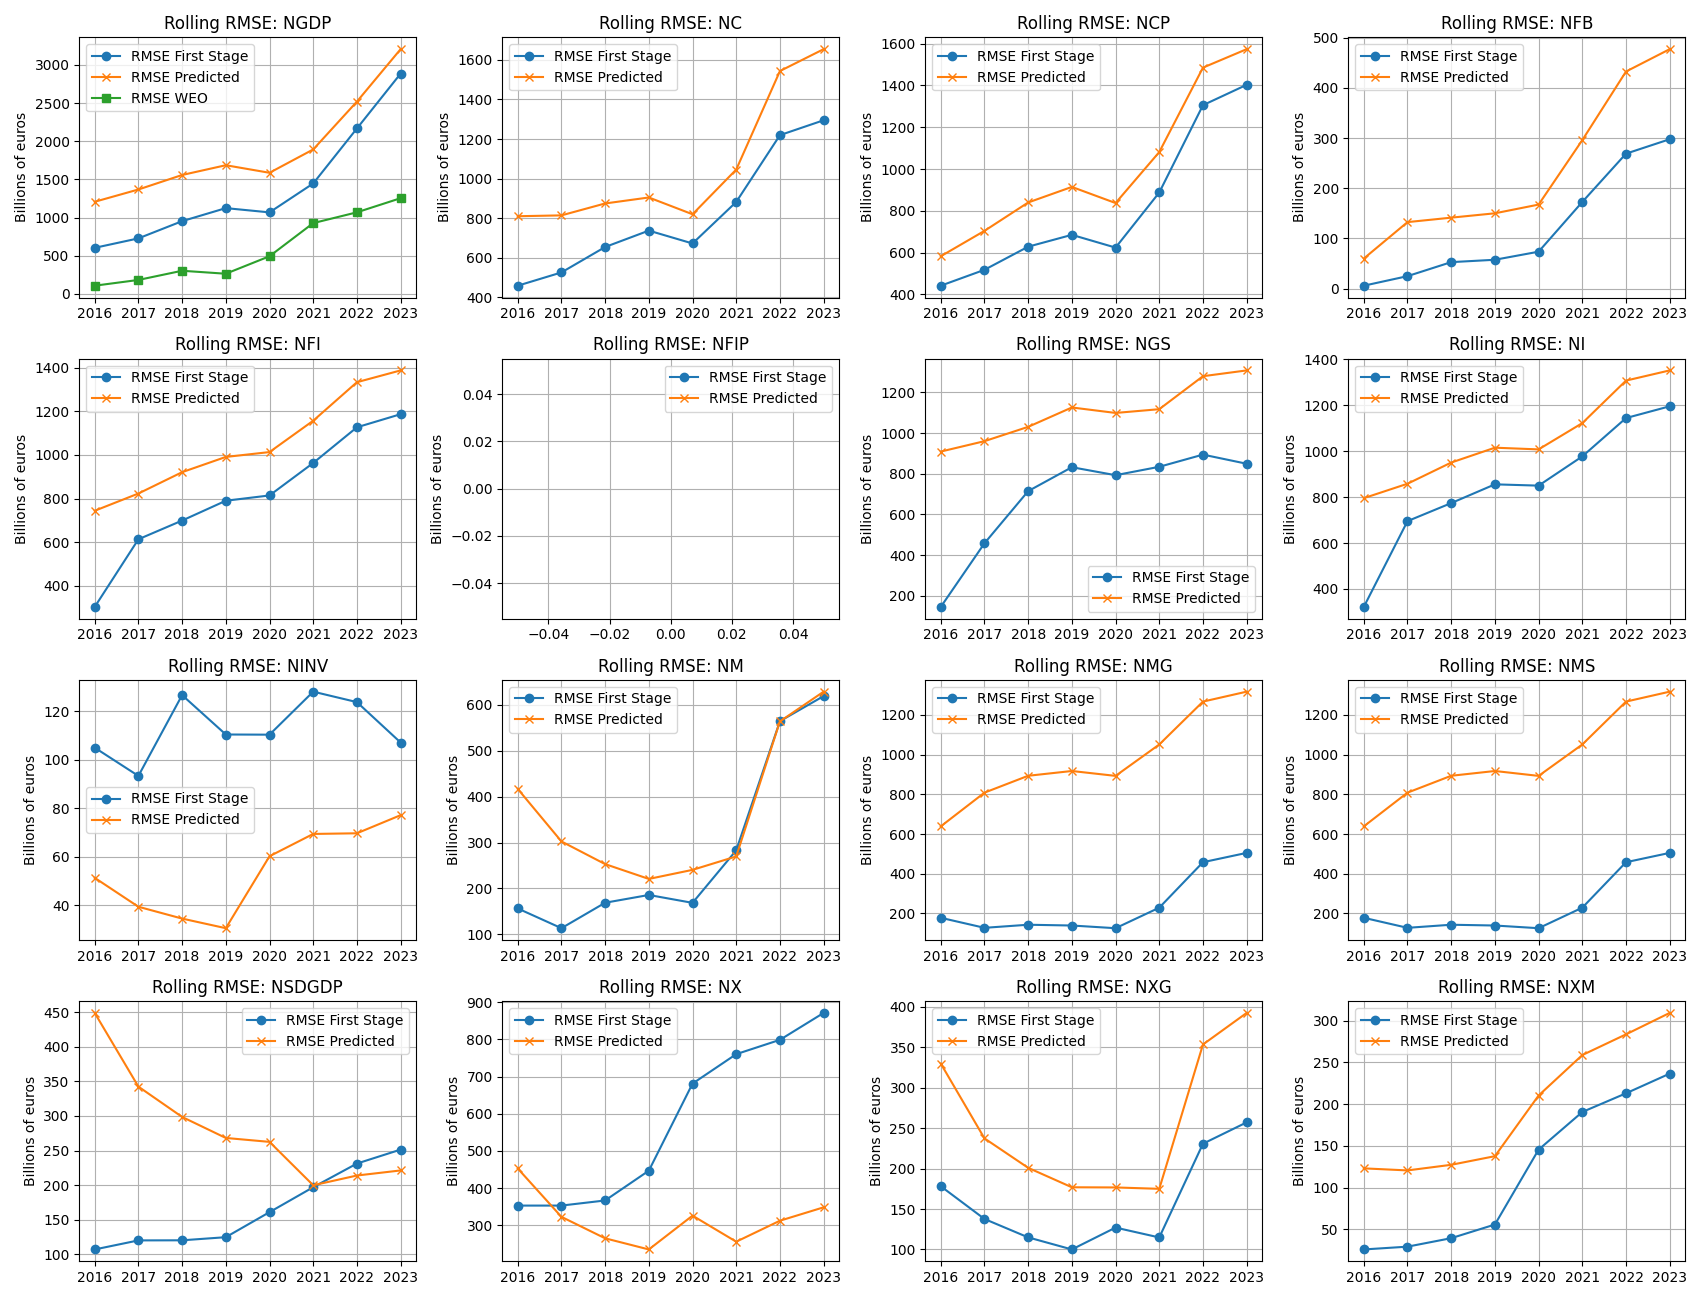 Rolling RMSE: NGDP
Billions of euros
3000
2500
2000
1500
1000
500
0
RMSE First Stage
RMSE Predicted
RMSE WEO
2016 2017 2018 2019 2020 2021 2022 2023
Rolling RMSE: NC
Billions of euros
1600
1400
1200
1000
800
600
400
RMSE First Stage
RMSE Predicted
2016 2017 2018 2019 2020 2021 2022 2023
Rolling RMSE: NCP
Billions of euros
1600
1400
1200
1000
800
600
400
RMSE First Stage
RMSE Predicted
2016 2017 2018 2019 2020 2021 2022 2023
Rolling RMSE: NFB
Billions of euros
500
400
300
200
100
0
RMSE First Stage
RMSE Predicted
2016 2017 2018 2019 2020 2021 2022 2023
Rolling RMSE: NFI
Billions of euros
1400
1200
1000
800
600
400
RMSE First Stage
RMSE Predicted
2016 2017 2018 2019 2020 2021 2022 2023
Rolling RMSE: NFIP
Billions of euros
0.04
0.02
0.00
−0.02
−0.04
RMSE First Stage
RMSE Predicted
−0.04 −0.02 0.00 0.02 0.04
Rolling RMSE: NGS
Billions of euros
1200
1000
800
600
400
200
RMSE First Stage
RMSE Predicted
2016 2017 2018 2019 2020 2021 2022 2023
Rolling RMSE: NI
Billions of euros
1400
1200
1000
800
600
400
RMSE First Stage
RMSE Predicted
2016 2017 2018 2019 2020 2021 2022 2023
Rolling RMSE: NINV
Billions of euros
120
100
80
60
40
RMSE First Stage
RMSE Predicted
2016 2017 2018 2019 2020 2021 2022 2023
Rolling RMSE: NM
Billions of euros
600
500
400
300
200
100
RMSE First Stage
RMSE Predicted
2016 2017 2018 2019 2020 2021 2022 2023
Rolling RMSE: NMG
Billions of euros
1200
1000
800
600
400
200
RMSE First Stage
RMSE Predicted
2016 2017 2018 2019 2020 2021 2022 2023
Rolling RMSE: NMS
Billions of euros
1200
1000
800
600
400
200
RMSE First Stage
RMSE Predicted
2016 2017 2018 2019 2020 2021 2022 2023
Rolling RMSE: NSDGDP
Billions of euros
450
400
350
300
250
200
150
100
RMSE First Stage
RMSE Predicted
2016 2017 2018 2019 2020 2021 2022 2023
Rolling RMSE: NX
Billions of euros
900
800
700
600
500
400
300
RMSE First Stage
RMSE Predicted
2016 2017 2018 2019 2020 2021 2022 2023
Rolling RMSE: NXG
Billions of euros
400
350
300
250
200
150
100
RMSE First Stage
RMSE Predicted
2016 2017 2018 2019 2020 2021 2022 2023
Rolling RMSE: NXM
Billions of euros
300
250
200
150
100
50
RMSE First Stage
RMSE Predicted
2016 2017 2018 2019 2020 2021 2022 2023